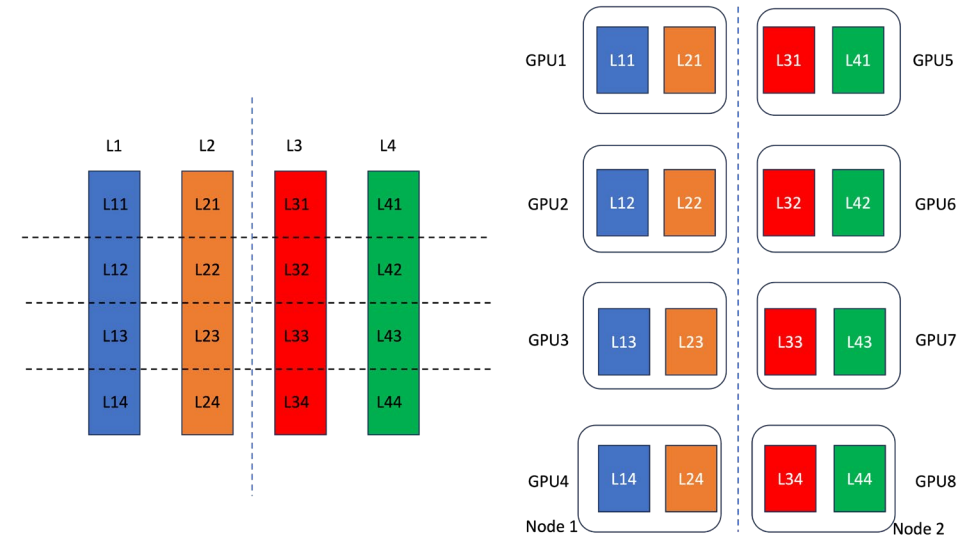 L1 L2 L3 L4
L11 L21 L31 L41
L12 L22 L32 L42
L13 L23 L33 L43
L14 L24 L34 L44
GPU1 L11 L21 L31 L41 GPU5
GPU2 L12 L22 L32 L42 GPU6
GPU3 L13 L23 L33 L43 GPU7
GPU4 L14 L24 L34 L44 GPU8
Node 1 Node 2